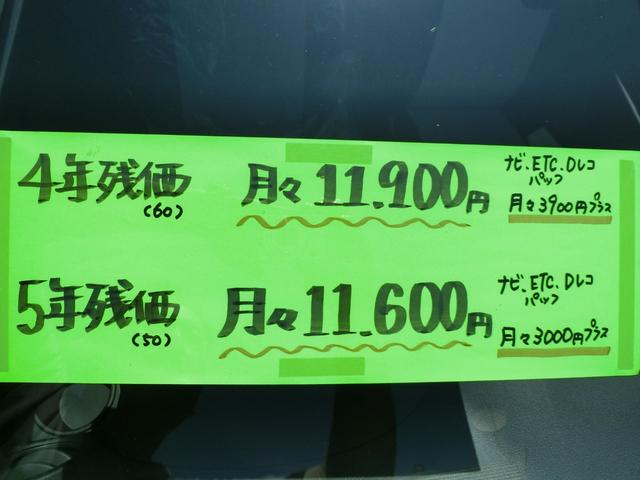 4年残価
(60)
月々11.900円
ナビ、ETC、Dレコ
パック
月々3900円プラス
5年残価
(50)
月々11.600円
ナビ、ETC、Dレコ
パック
月々3000円プラス